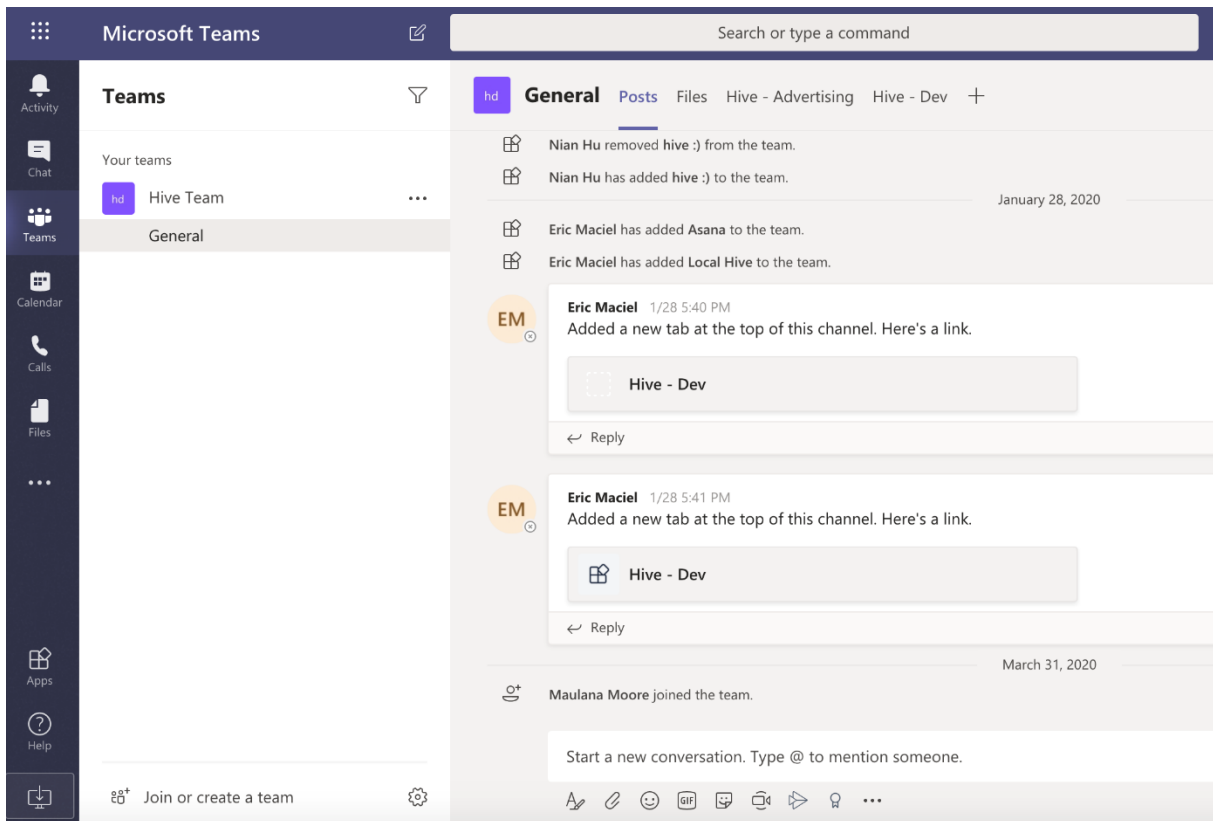 Microsoft Teams
Search or type a command
Activity
Chat
Teams
Calendar
Calls
Files
Apps
Help
Teams
Your teams
hd Hive Team
General
Join or create a team
hd General Posts Files Hive - Advertising Hive - Dev
Nian Hu removed hive :) from the team.
Nian Hu has added hive :) to the team.
January 28, 2020
Eric Maciel has added Asana to the team.
Eric Maciel has added Local Hive to the team.
EM
Eric Maciel 1/28 5:40 PM
Added a new tab at the top of this channel. Here's a link.
Hive - Dev
Reply
EM
Eric Maciel 1/28 5:41 PM
Added a new tab at the top of this channel. Here's a link.
Hive - Dev
Reply
March 31, 2020
Maulana Moore joined the team.
Start a new conversation. Type @ to mention someone.
GIF